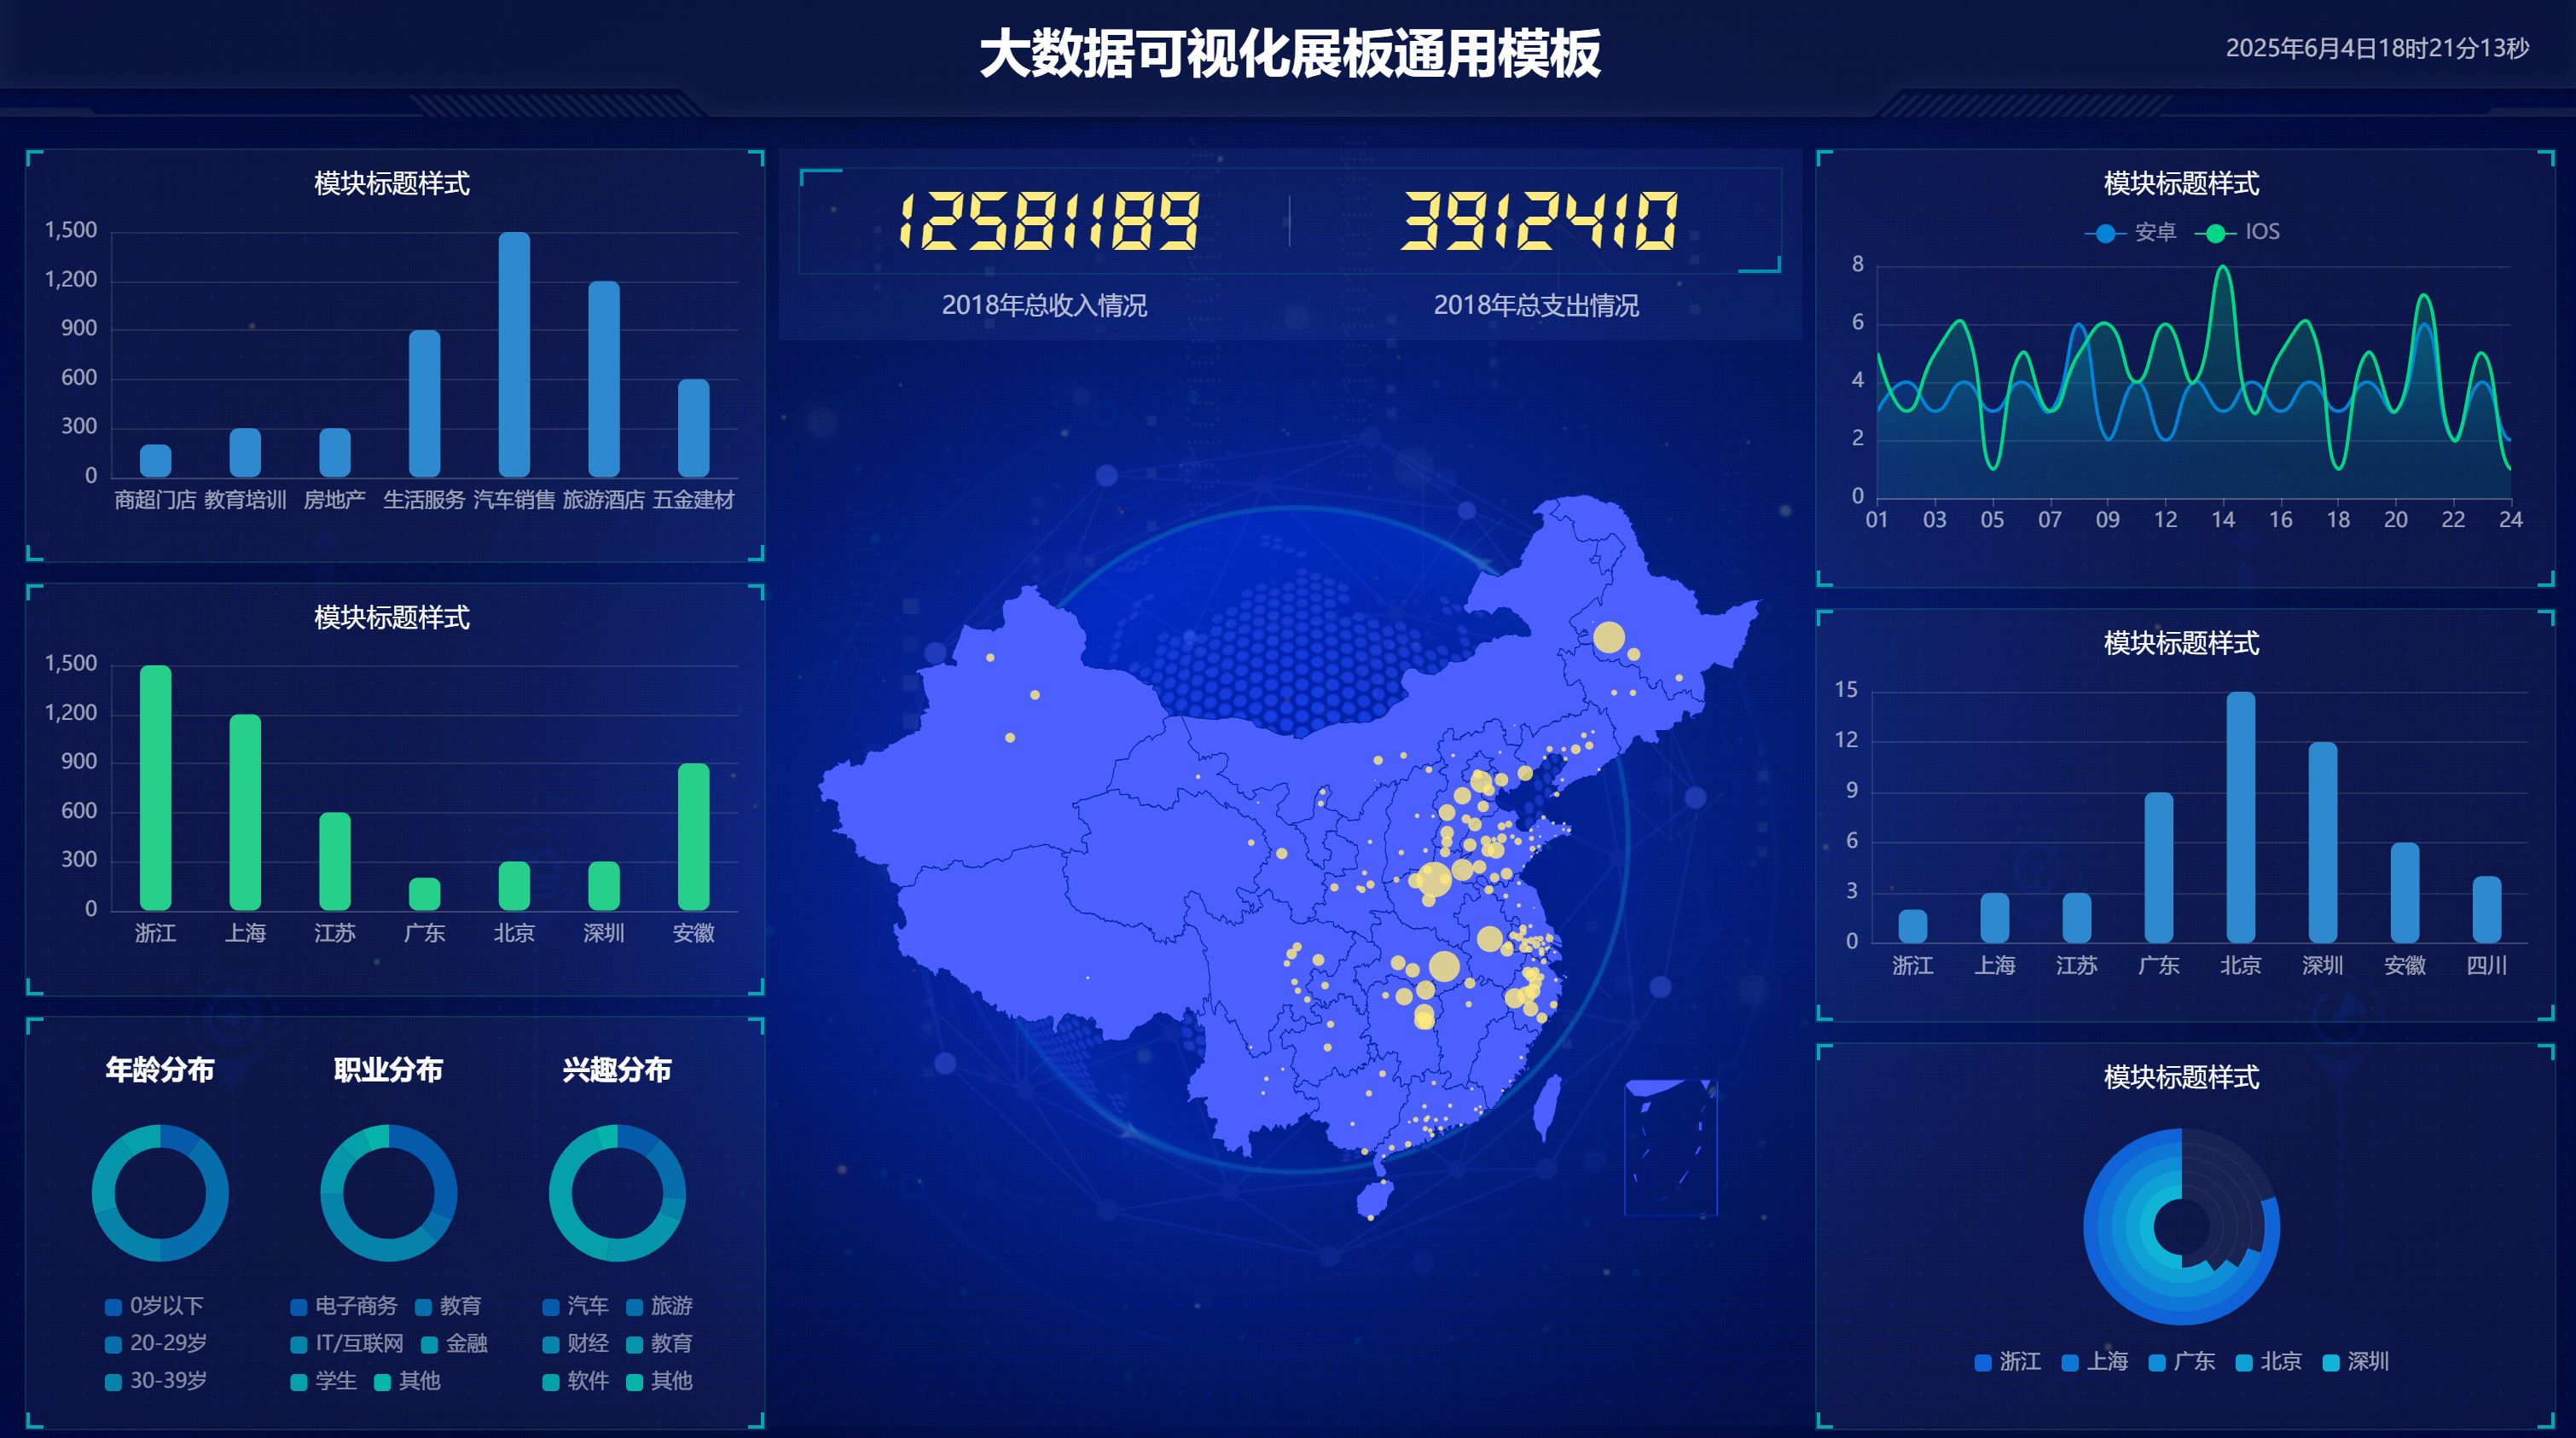 大数据可视化展板通用模板
2025年6月4日18时21分13秒
模块标题样式
1,500
1,200
900
600
300
0
商超门店 教育培训 房地产 生活服务 汽车销售 旅游酒店 五金建材
模块标题样式
1,500
1,200
900
600
300
0
浙江 上海 江苏 广东 北京 深圳 安徽
年龄分布 职业分布 兴趣分布
0岁以下
20-29岁
30-39岁
电子商务 教育
IT/互联网 金融
学生 其他
汽车 旅游
财经 教育
软件 其他
12581189 3912410
2018年总收入情况 2018年总支出情况
模块标题样式
安卓 IOS
8
6
4
2
0
01 03 05 07 09 12 14 16 18 20 22 24
模块标题样式
15
12
9
6
3
0
浙江 上海 江苏 广东 北京 深圳 安徽 四川
模块标题样式
浙江 上海 广东 北京 深圳